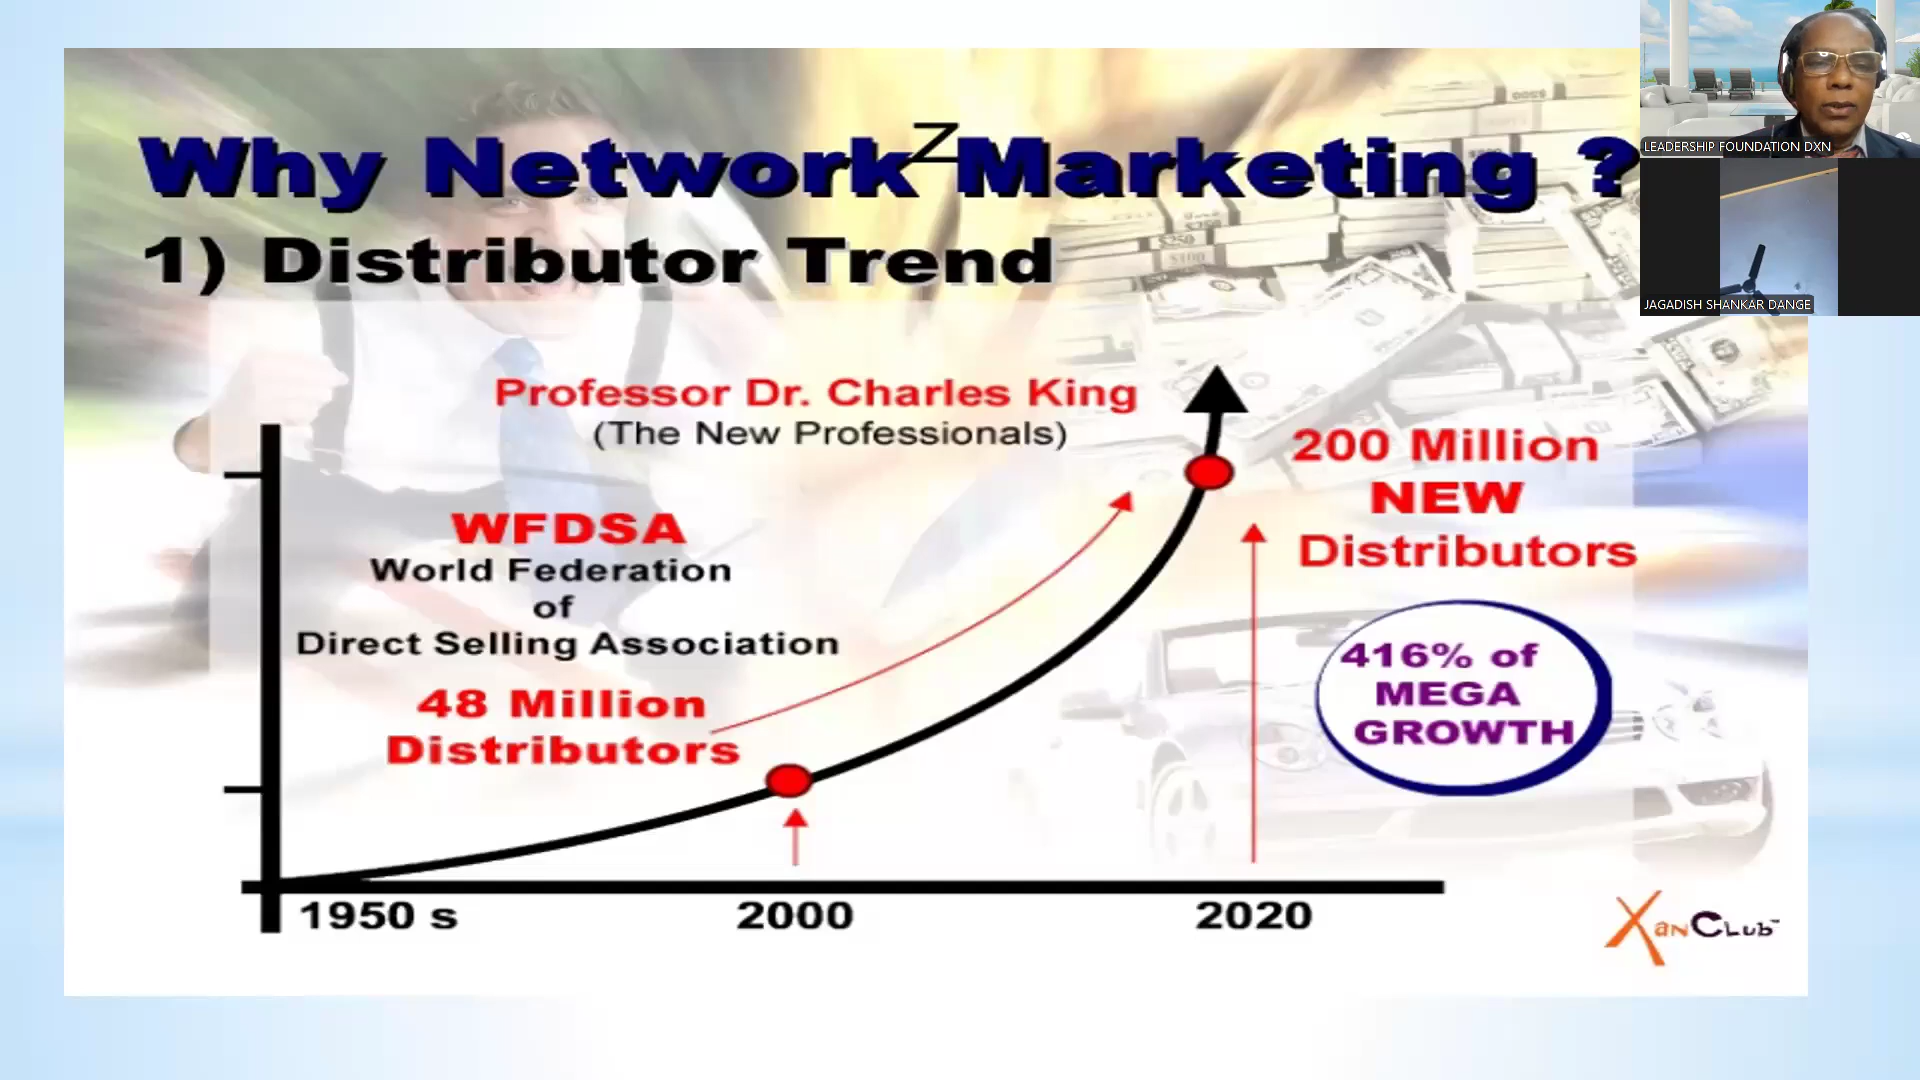 Why Network Marketing ?
Z
1) Distributor Trend
Professor Dr. Charles King
(The New Professionals)
WFDSA
World Federation
of
Direct Selling Association
48 Million
Distributors
200 Million
NEW
Distributors
416% of
MEGA
GROWTH
1950 s
2000
2020
XanClub™
LEADERSHIP FOUNDATION DXN
JAGADISH SHANKAR DANGE